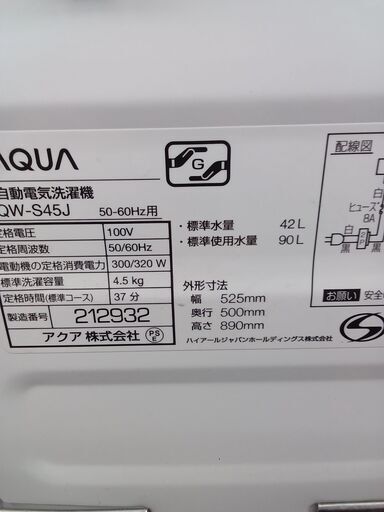 AQUA
自動電気洗濯機
QW-S45J 50-60Hz用
定格電圧 100V
定格周波数 50/60Hz
電動機の定格消費電力 300/320 W
標準洗濯容量 4.5 kg
定格時間(標準コース) 37 分
製造番号 212932
アクア 株式会社
PS
E
G
・標準水量 42 L
・標準使用水量 90 L
外形寸法
幅 525mm
奥行 500mm
高さ 890mm
ハイアールジャパンホールディングス株式会社
配線図
白
ヒューズ
8A
白
黒
黒
お願い 安全